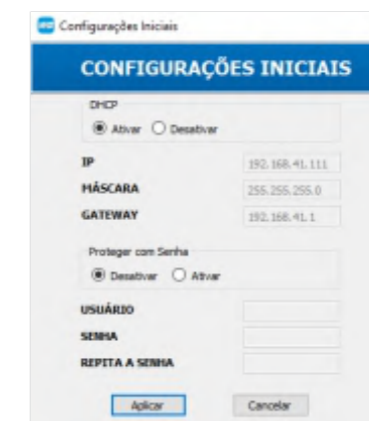 Configurações Iniciais
CONFIGURAÇÕES INICIAIS
DHCP
Ativar Desativar
IP 192.168.41.111
MÁSCARA 255.255.255.0
GATEWAY 192.168.41.1
Proteger com Senha
Desativar Ativar
USUÁRIO
SENHA
REPITA A SENHA
Aplicar Cancelar